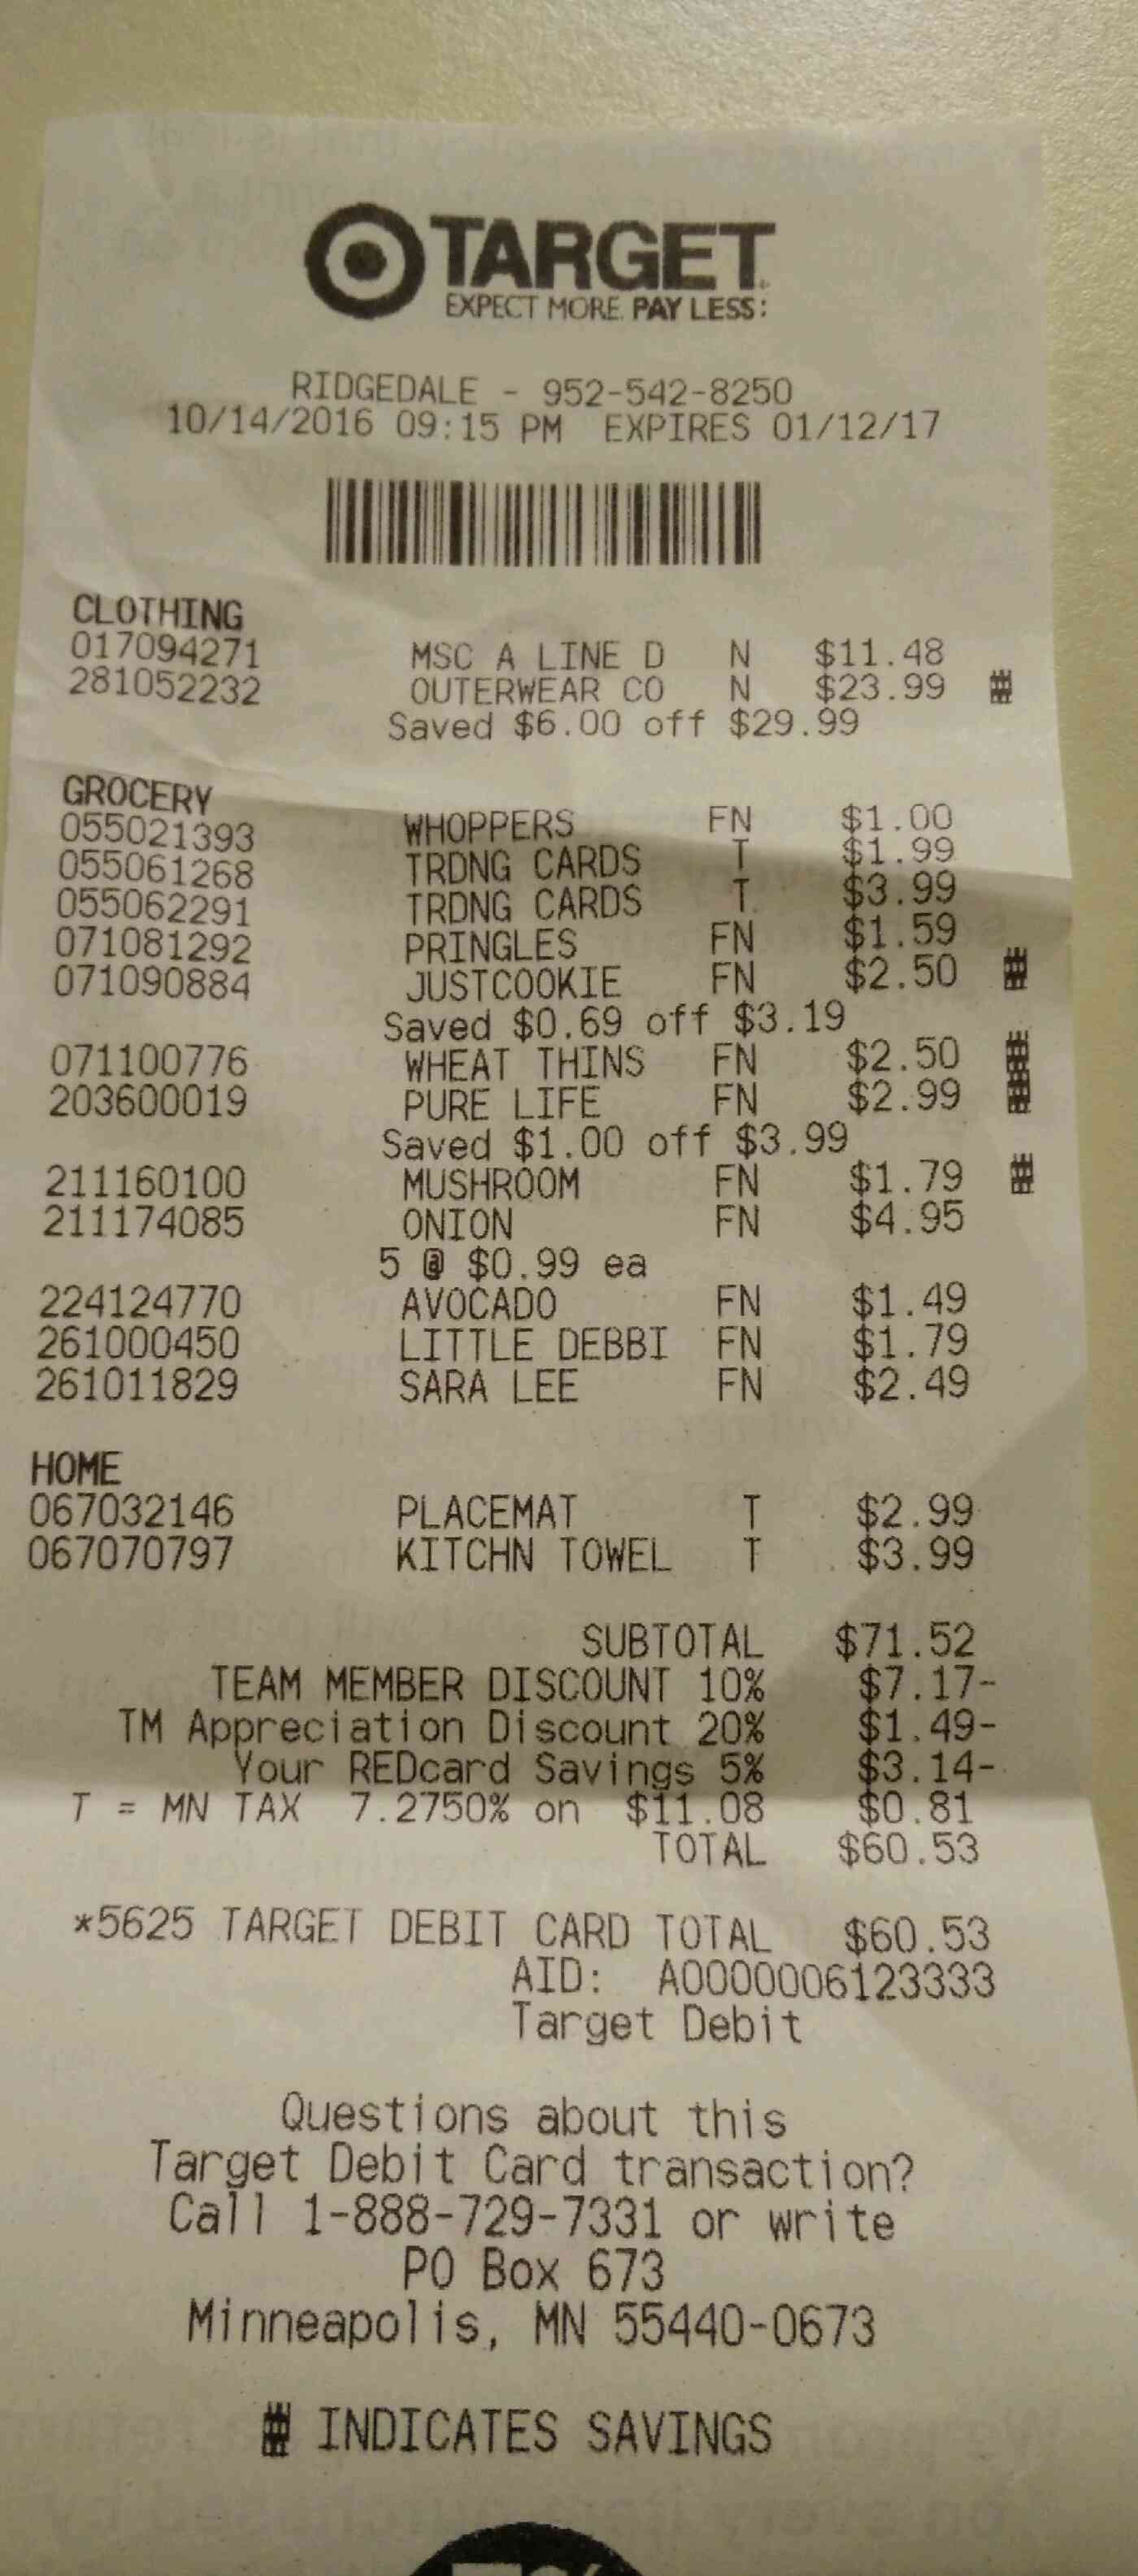 TARGET
EXPECT MORE. PAY LESS.
RIDGEDALE - 952-542-8250
10/14/2016 09:15 PM EXPIRES 01/12/17
CLOTHING
017094271 MSC A LINE D N $11.48
281052232 OUTERWEAR CO N $23.99
Saved $6.00 off $29.99
GROCERY
055021393 WHOPPERS FN $1.00
055061268 TRDNG CARDS T $1.99
055062291 TRDNG CARDS T $3.99
071081292 PRINGLES FN $1.59
071090884 JUSTCOOKIE FN $2.50
Saved $0.69 off $3.19
071100776 WHEAT THINS FN $2.50
203600019 PURE LIFE FN $2.99
Saved $1.00 off $3.99
211160100 MUSHROOM FN $1.79
211174085 ONION FN $4.95
5 @ $0.99 ea
224124770 AVOCADO FN $1.49
261000450 LITTLE DEBBI FN $1.79
261011829 SARA LEE FN $2.49
HOME
067032146 PLACEMAT T $2.99
067070797 KITCHN TOWEL T $3.99
SUBTOTAL $71.52
TEAM MEMBER DISCOUNT 10% $7.17-
TM Appreciation Discount 20% $1.49-
Your REDcard Savings 5% $3.14-
T = MN TAX 7.2750% on $11.08 $0.81
TOTAL $60.53
*5625 TARGET DEBIT CARD TOTAL $60.53
AID: A0000006123333
Target Debit
Questions about this
Target Debit Card transaction?
Call 1-888-729-7331 or write
PO Box 673
Minneapolis, MN 55440-0673
INDICATES SAVINGS